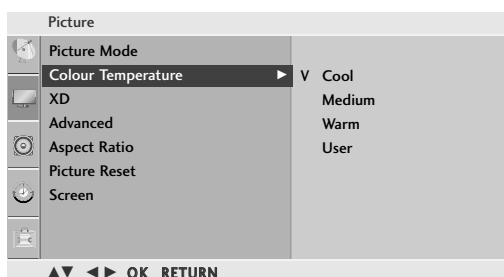 Picture
Picture Mode
Colour Temperature ► V Cool
XD Medium
Advanced Warm
Aspect Ratio User
Picture Reset
Screen
▲▼ ◄ ► OK RETURN